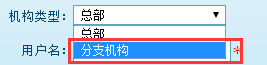 机构类型： 总部
总部
用户名： 分支机构 *